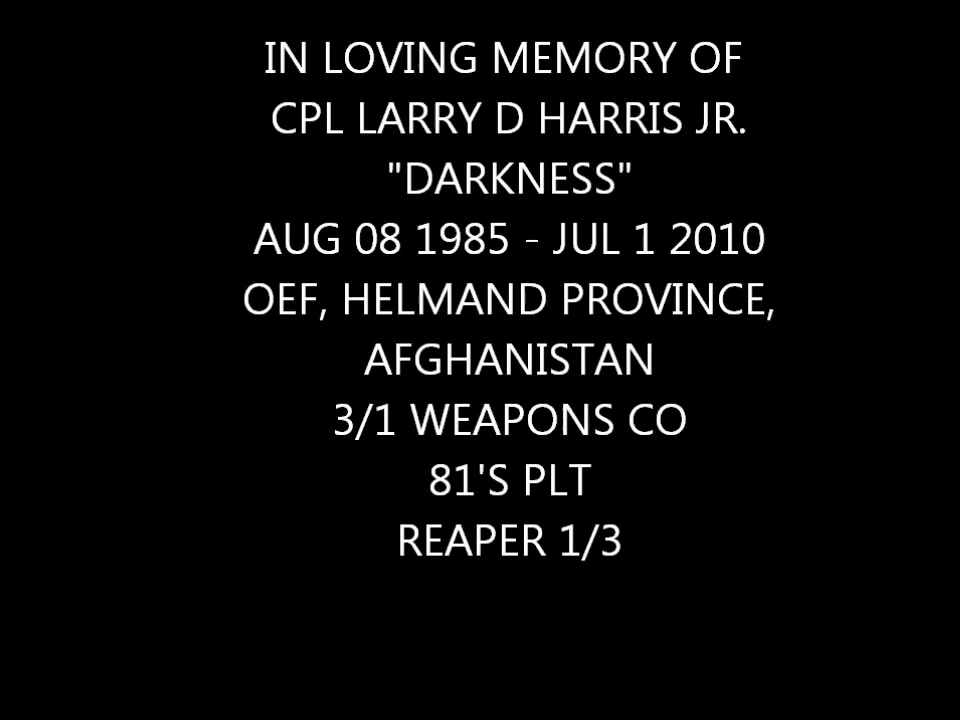 IN LOVING MEMORY OF
CPL LARRY D HARRIS JR.
"DARKNESS"
AUG 08 1985 - JUL 1 2010
OEF, HELMAND PROVINCE,
AFGHANISTAN
3/1 WEAPONS CO
81'S PLT
REAPER 1/3